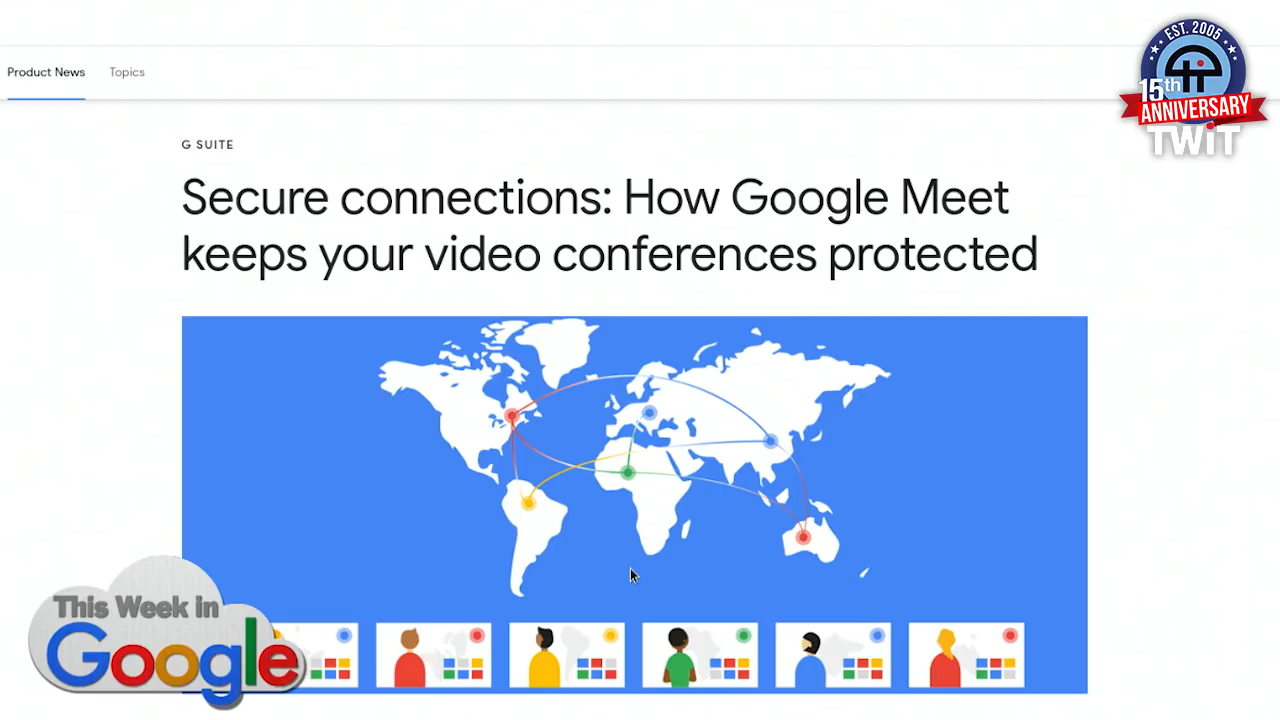 Product News
Topics
EST. 2005
15th
ANNIVERSARY
TWiT
G SUITE
Secure connections: How Google Meet
keeps your video conferences protected
This Week in
Google